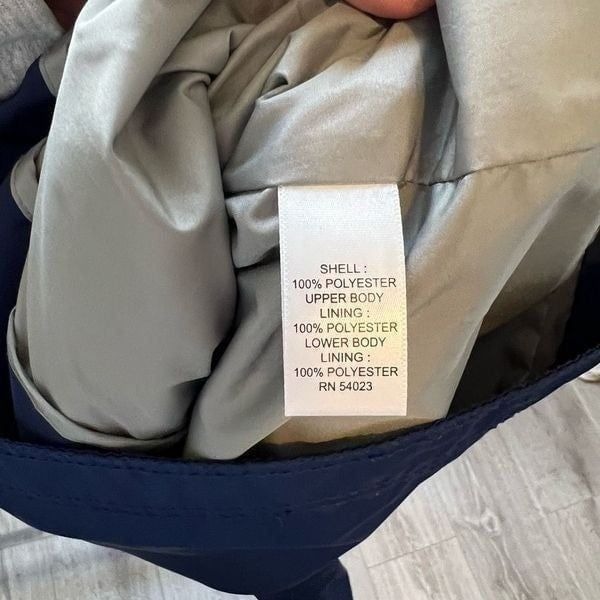 SHELL :
100% POLYESTER
UPPER BODY
LINING :
100% POLYESTER
LOWER BODY
LINING :
100% POLYESTER
RN 54023